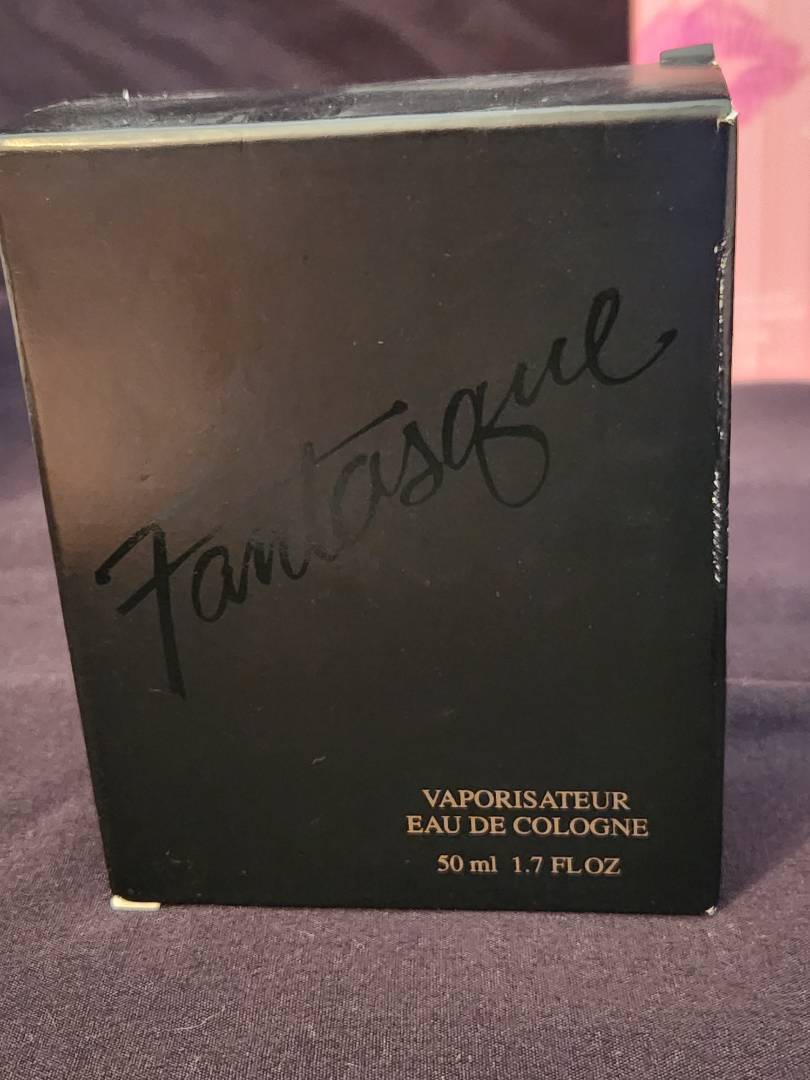 Fantasque
VAPORISATEUR
EAU DE COLOGNE
50 ml 1.7 FL OZ